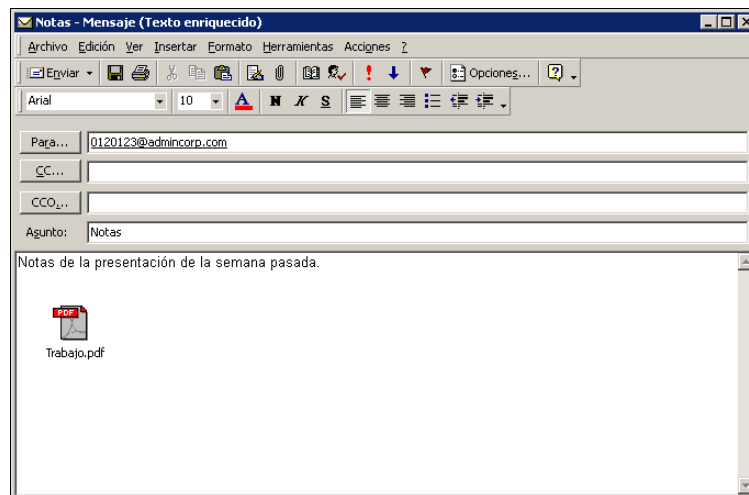 Notas - Mensaje (Texto enriquecido)
Archivo Edición Ver Insertar Formato Herramientas Acciones ?
Enviar Opciones...
Arial 10 A N K S
Para... 0120123@admincorp.com
CC...
CCO...
Asunto: Notas
Notas de la presentación de la semana pasada.
PDF
Trabajo.pdf